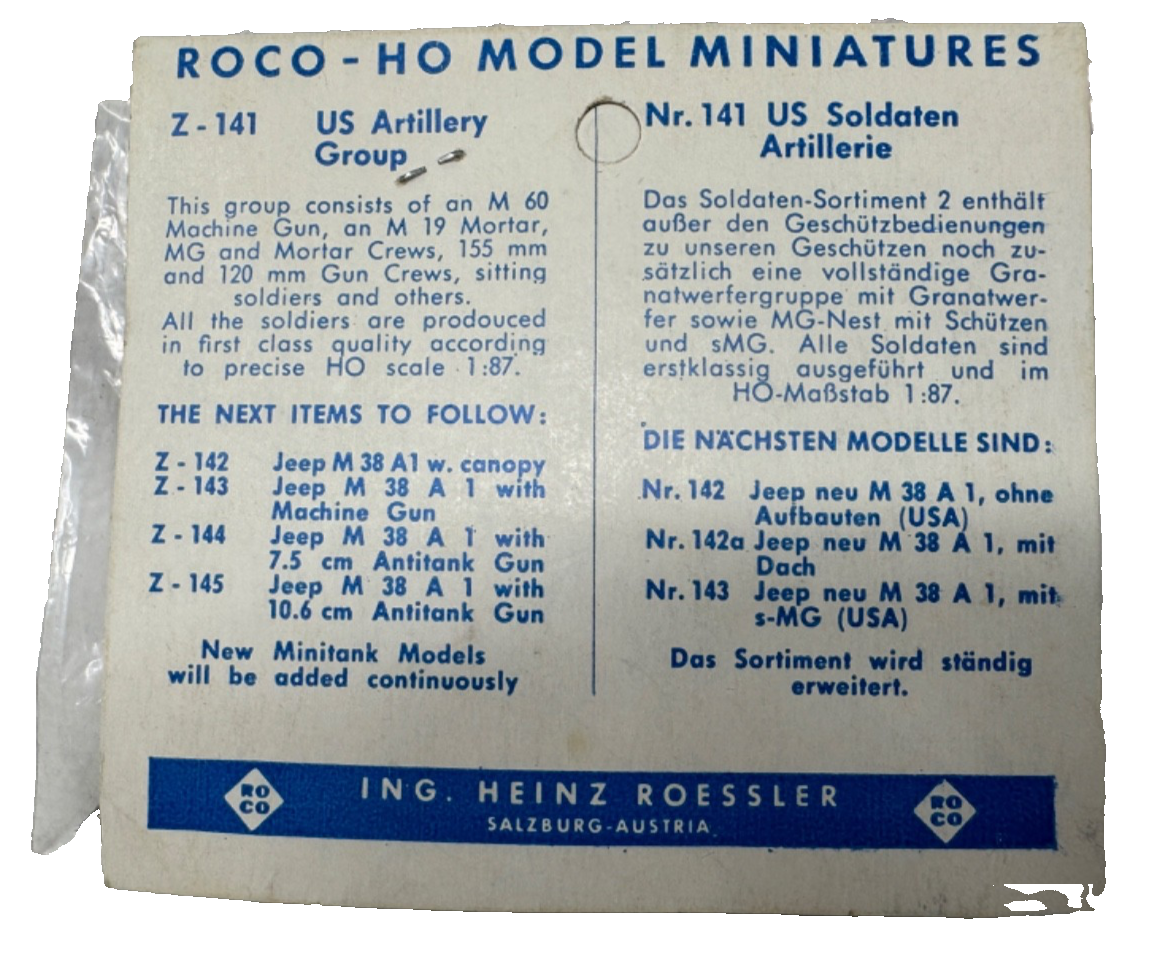 ROCO - HO MODEL MINIATURES
Z - 141 US Artillery
Group
This group consists of an M 60
Machine Gun, an M 19 Mortar,
MG and Mortar Crews, 155 mm
and 120 mm Gun Crews, sitting
soldiers and others.
All the soldiers are prodouced
in first class quality according
to precise HO scale 1:87.
THE NEXT ITEMS TO FOLLOW:
Z - 142 Jeep M 38 A1 w. canopy
Z - 143 Jeep M 38 A 1 with
Machine Gun
Z - 144 Jeep M 38 A 1 with
7.5 cm Antitank Gun
Z - 145 Jeep M 38 A 1 with
10.6 cm Antitank Gun
New Minitank Models
will be added continuously
Nr. 141 US Soldaten
Artillerie
Das Soldaten-Sortiment 2 enthält
außer den Geschützbedienungen
zu unseren Geschützen noch zu-
sätzlich eine vollständige Gra-
natwerfergruppe mit Granatwer-
fer sowie MG-Nest mit Schützen
und sMG. Alle Soldaten sind
erstklassig ausgeführt und im
HO-Maßstab 1:87.
DIE NÄCHSTEN MODELLE SIND:
Nr. 142 Jeep neu M 38 A 1, ohne
Aufbauten (USA)
Nr. 142a Jeep neu M 38 A 1, mit
Dach
Nr. 143 Jeep neu M 38 A 1, mit
s-MG (USA)
Das Sortiment wird ständig
erweitert.
RO
CO
ING. HEINZ ROESSLER
SALZBURG-AUSTRIA
RO
CO